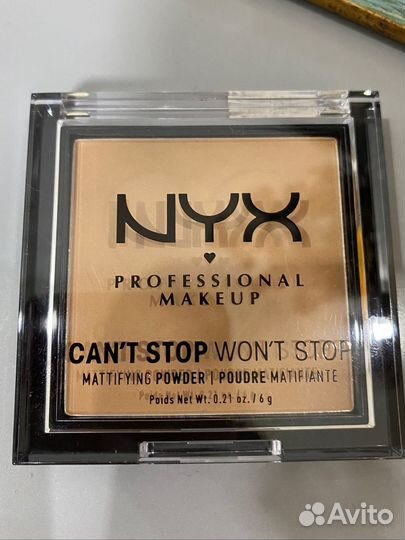 NYX
PROFESSIONAL
MAKEUP
CAN'T STOP WON'T STOP
MATTIFYING POWDER | POUDRE MATIFIANTE
Poids Net Wt. 0.21 oz. / 6 g
Avito